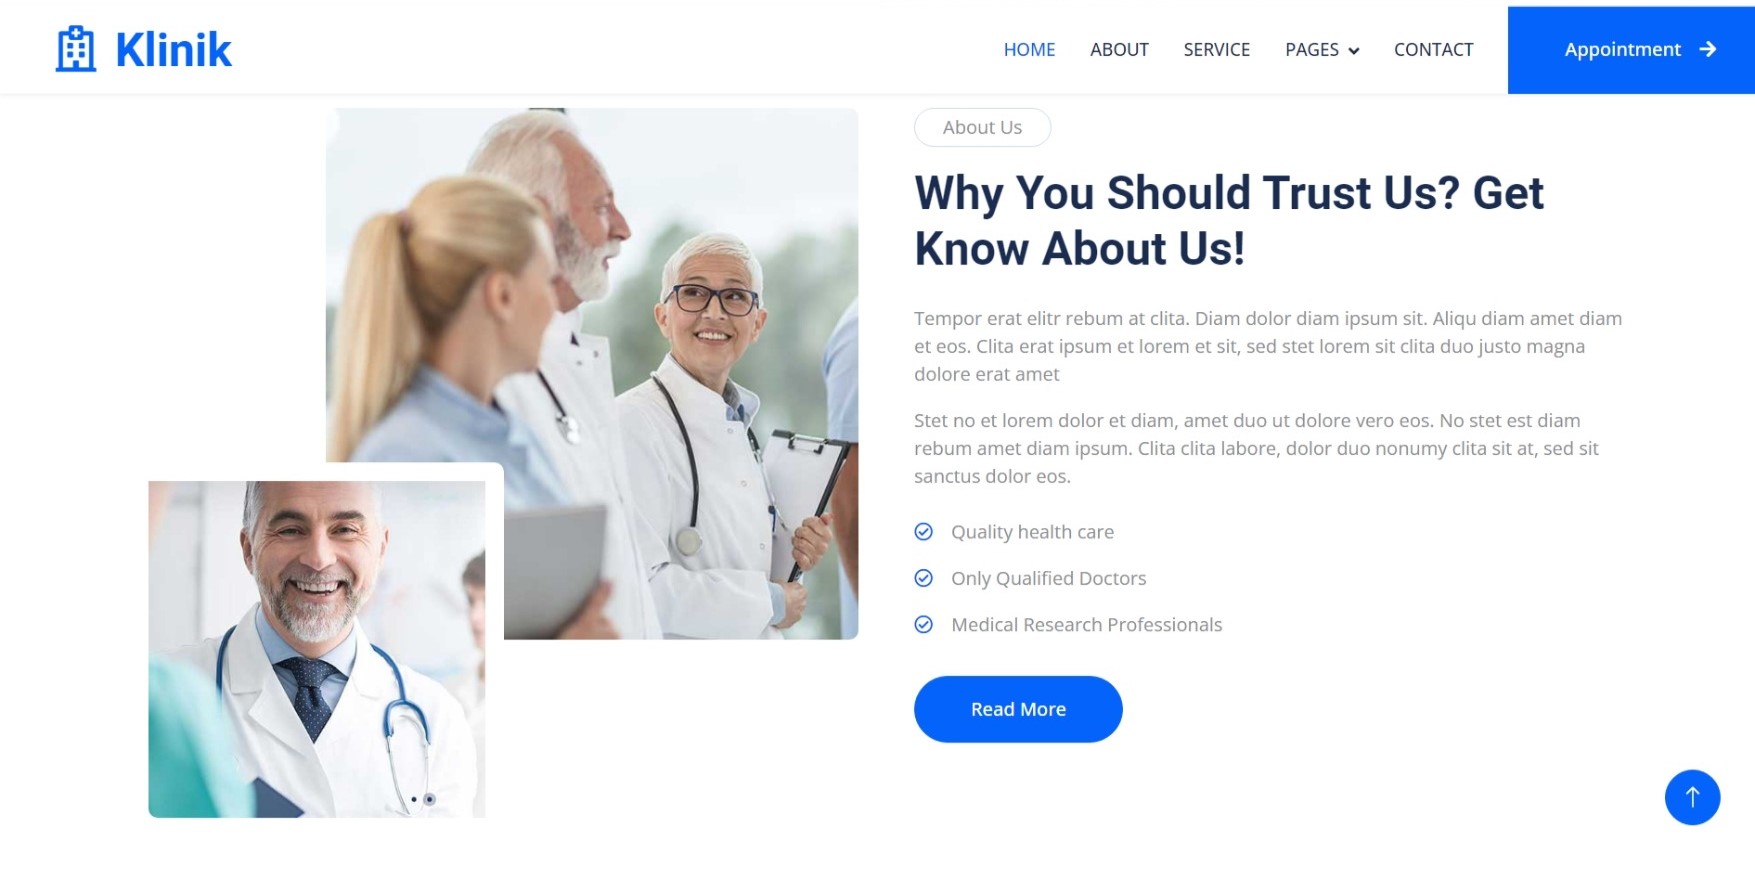 Klinik
HOME ABOUT SERVICE PAGES CONTACT Appointment
About Us
Why You Should Trust Us? Get
Know About Us!
Tempor erat elitr rebum at clita. Diam dolor diam ipsum sit. Aliqu diam amet diam
et eos. Clita erat ipsum et lorem et sit, sed stet lorem sit clita duo justo magna
dolore erat amet
Stet no et lorem dolor et diam, amet duo ut dolore vero eos. No stet est diam
rebum amet diam ipsum. Clita clita labore, dolor duo nonumy clita sit at, sed sit
sanctus dolor eos.
Quality health care
Only Qualified Doctors
Medical Research Professionals
Read More